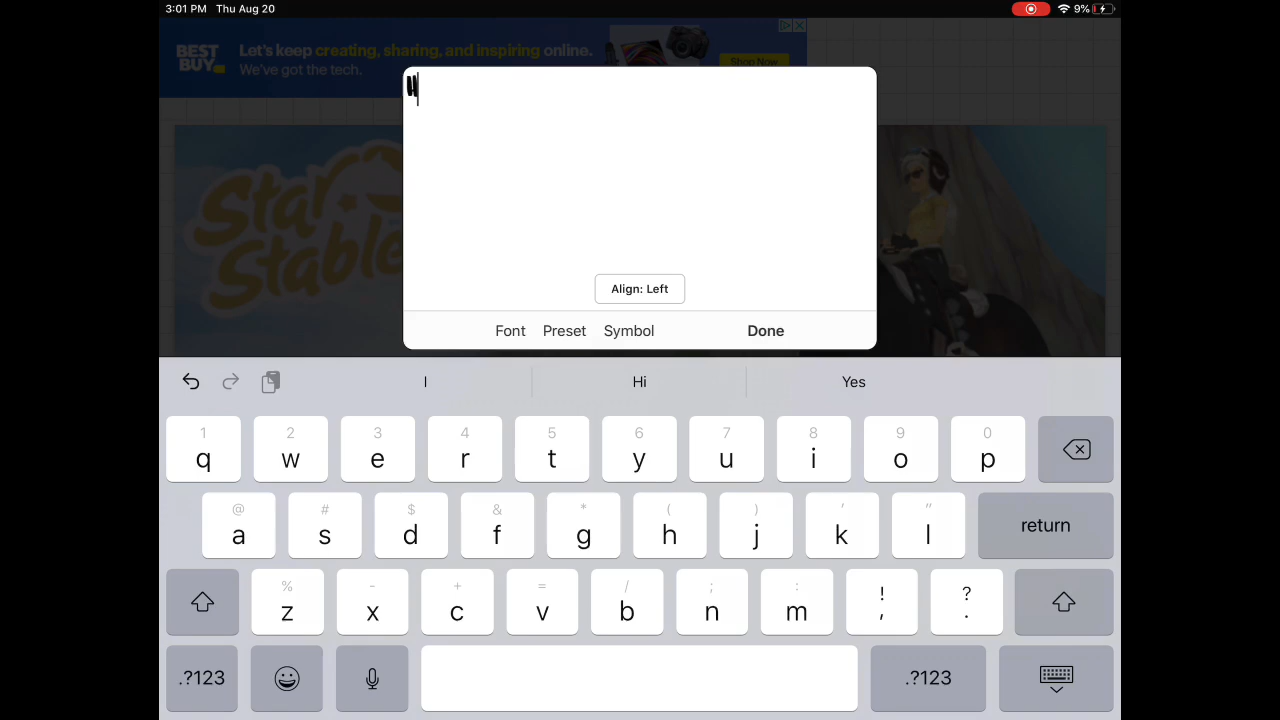 3:01 PM Thu Aug 20
9%
BEST BUY
Let's keep creating, sharing, and inspiring online.
We've got the tech.
Shop Now
Star
Stable
Align: Left
Font Preset Symbol Done
I Hi Yes
1 2 3 4 5 6 7 8 9 0
q w e r t y u i o p
@ # $ & * ( ) ' "
a s d f g h j k l return
% - + = / ; : ! ?
z x c v b n m , .
.?123 .?123